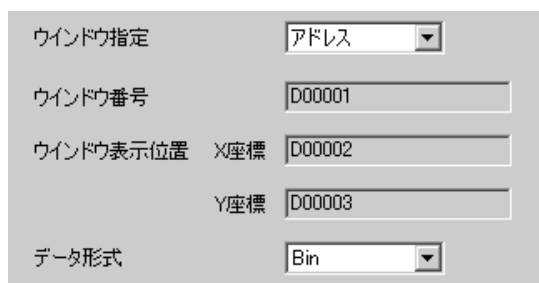 ウインドウ指定 アドレス
ウインドウ番号 D00001
ウインドウ表示位置 X座標 D00002
Y座標 D00003
データ形式 Bin